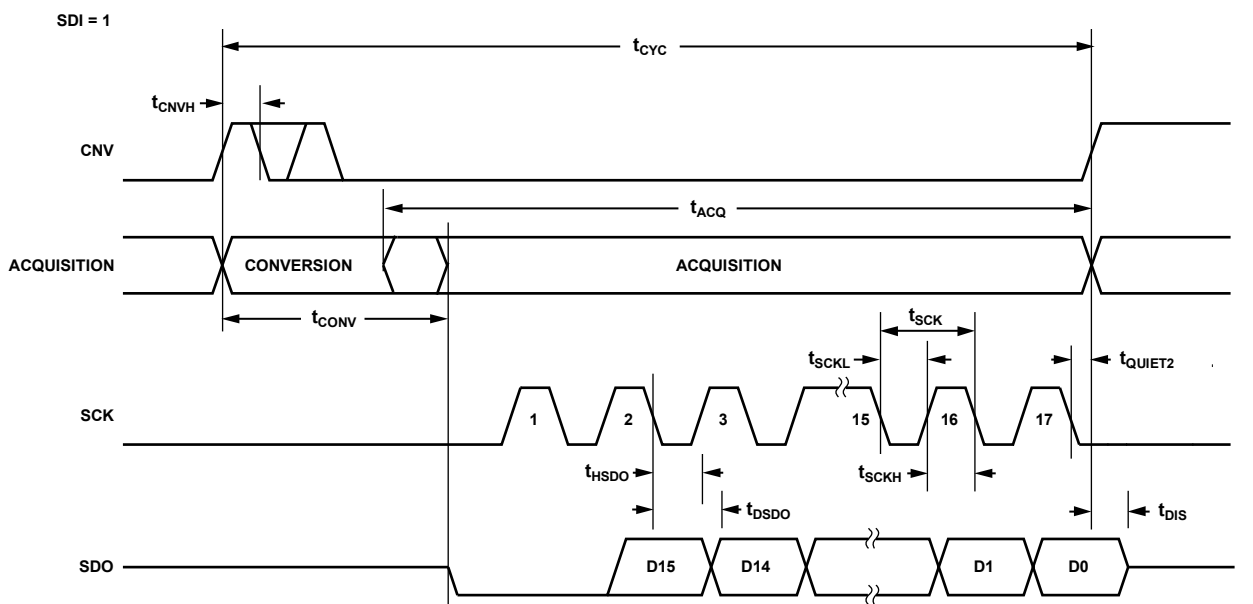 SDI = 1
tCYC
tCNVH
CNV
tACQ
ACQUISITION CONVERSION ACQUISITION
tCONV
tSCK
tSCKL tQUIET2
SCK 1 2 3 15 16 17
tHSDO tSCKH
tDSDO tDIS
SDO D15 D14 D1 D0